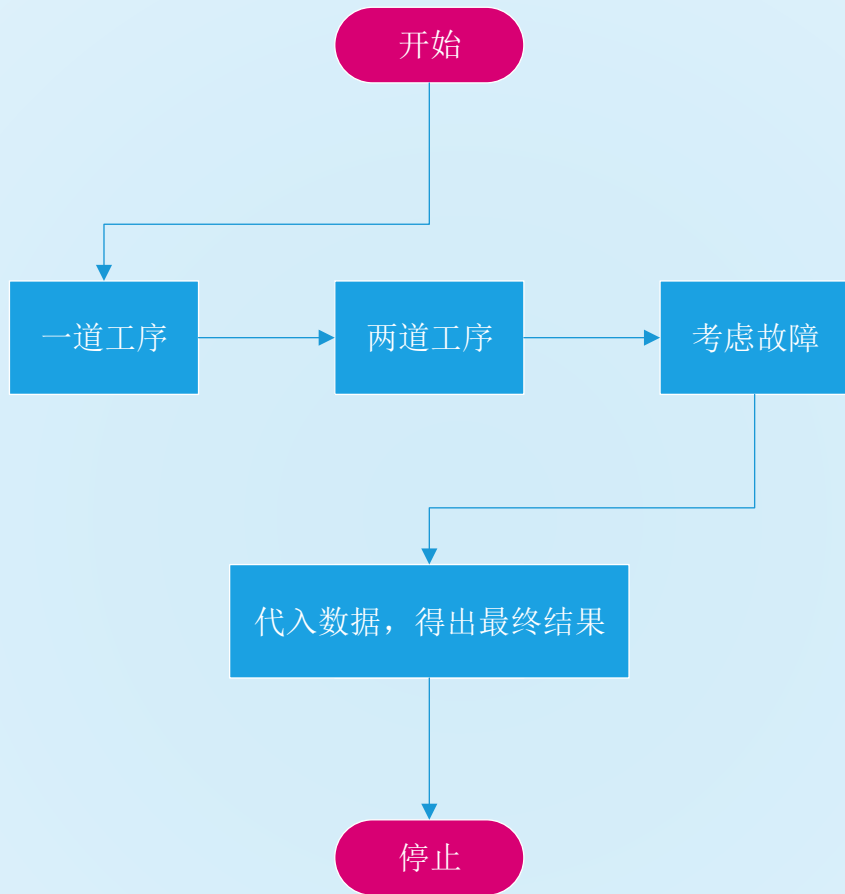 开始
一道工序
两道工序
考虑故障
代入数据，得出最终结果
停止